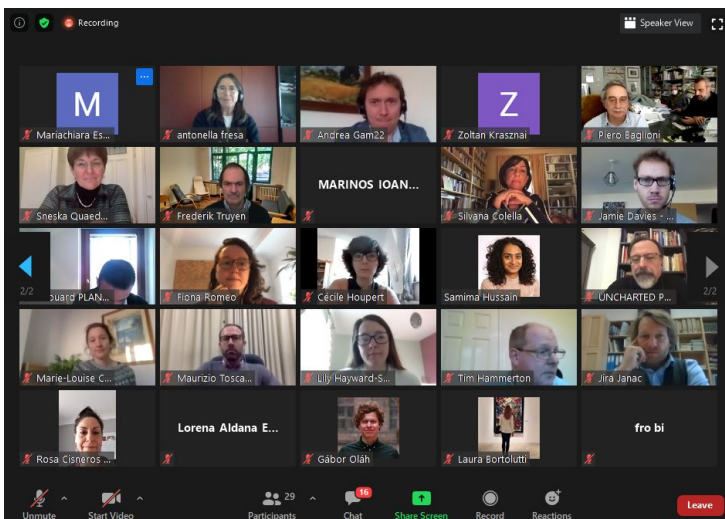 Recording
Speaker View
M
Z
Mariachiara Es...
antonella fresa
Andrea Gam22
Zoltan Krasznai
Piero Baglioni
MARINOS IOAN...
Sneska Quaed...
Frederik Truyen
Silvana Colella
Jamie Davies - ...
2/2
2/2
ouard PLAN...
Fiona Romeo
Cécile Houpert
Samima Hussain
UNCHARTED P...
Marie-Louise C...
Maurizio Tosca...
Lily Hayward-S...
Tim Hammerton
Jira Janac
Lorena Aldana E...
fro bi
Rosa Cisneros ...
Gábor Oláh
Laura Bortolutti
29
16
Unmute
Start Video
Participants
Chat
Share Screen
Record
Reactions
Leave